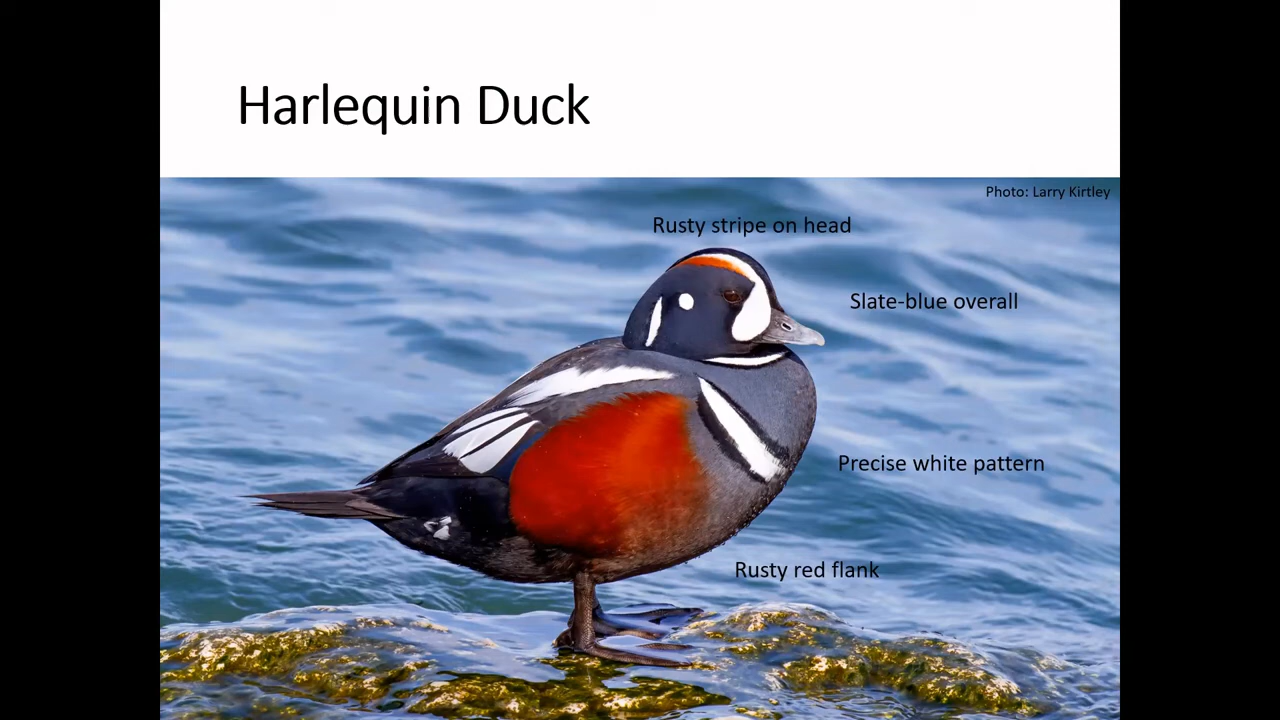 Harlequin Duck
Photo: Larry Kirtley
Rusty stripe on head
Slate-blue overall
Precise white pattern
Rusty red flank